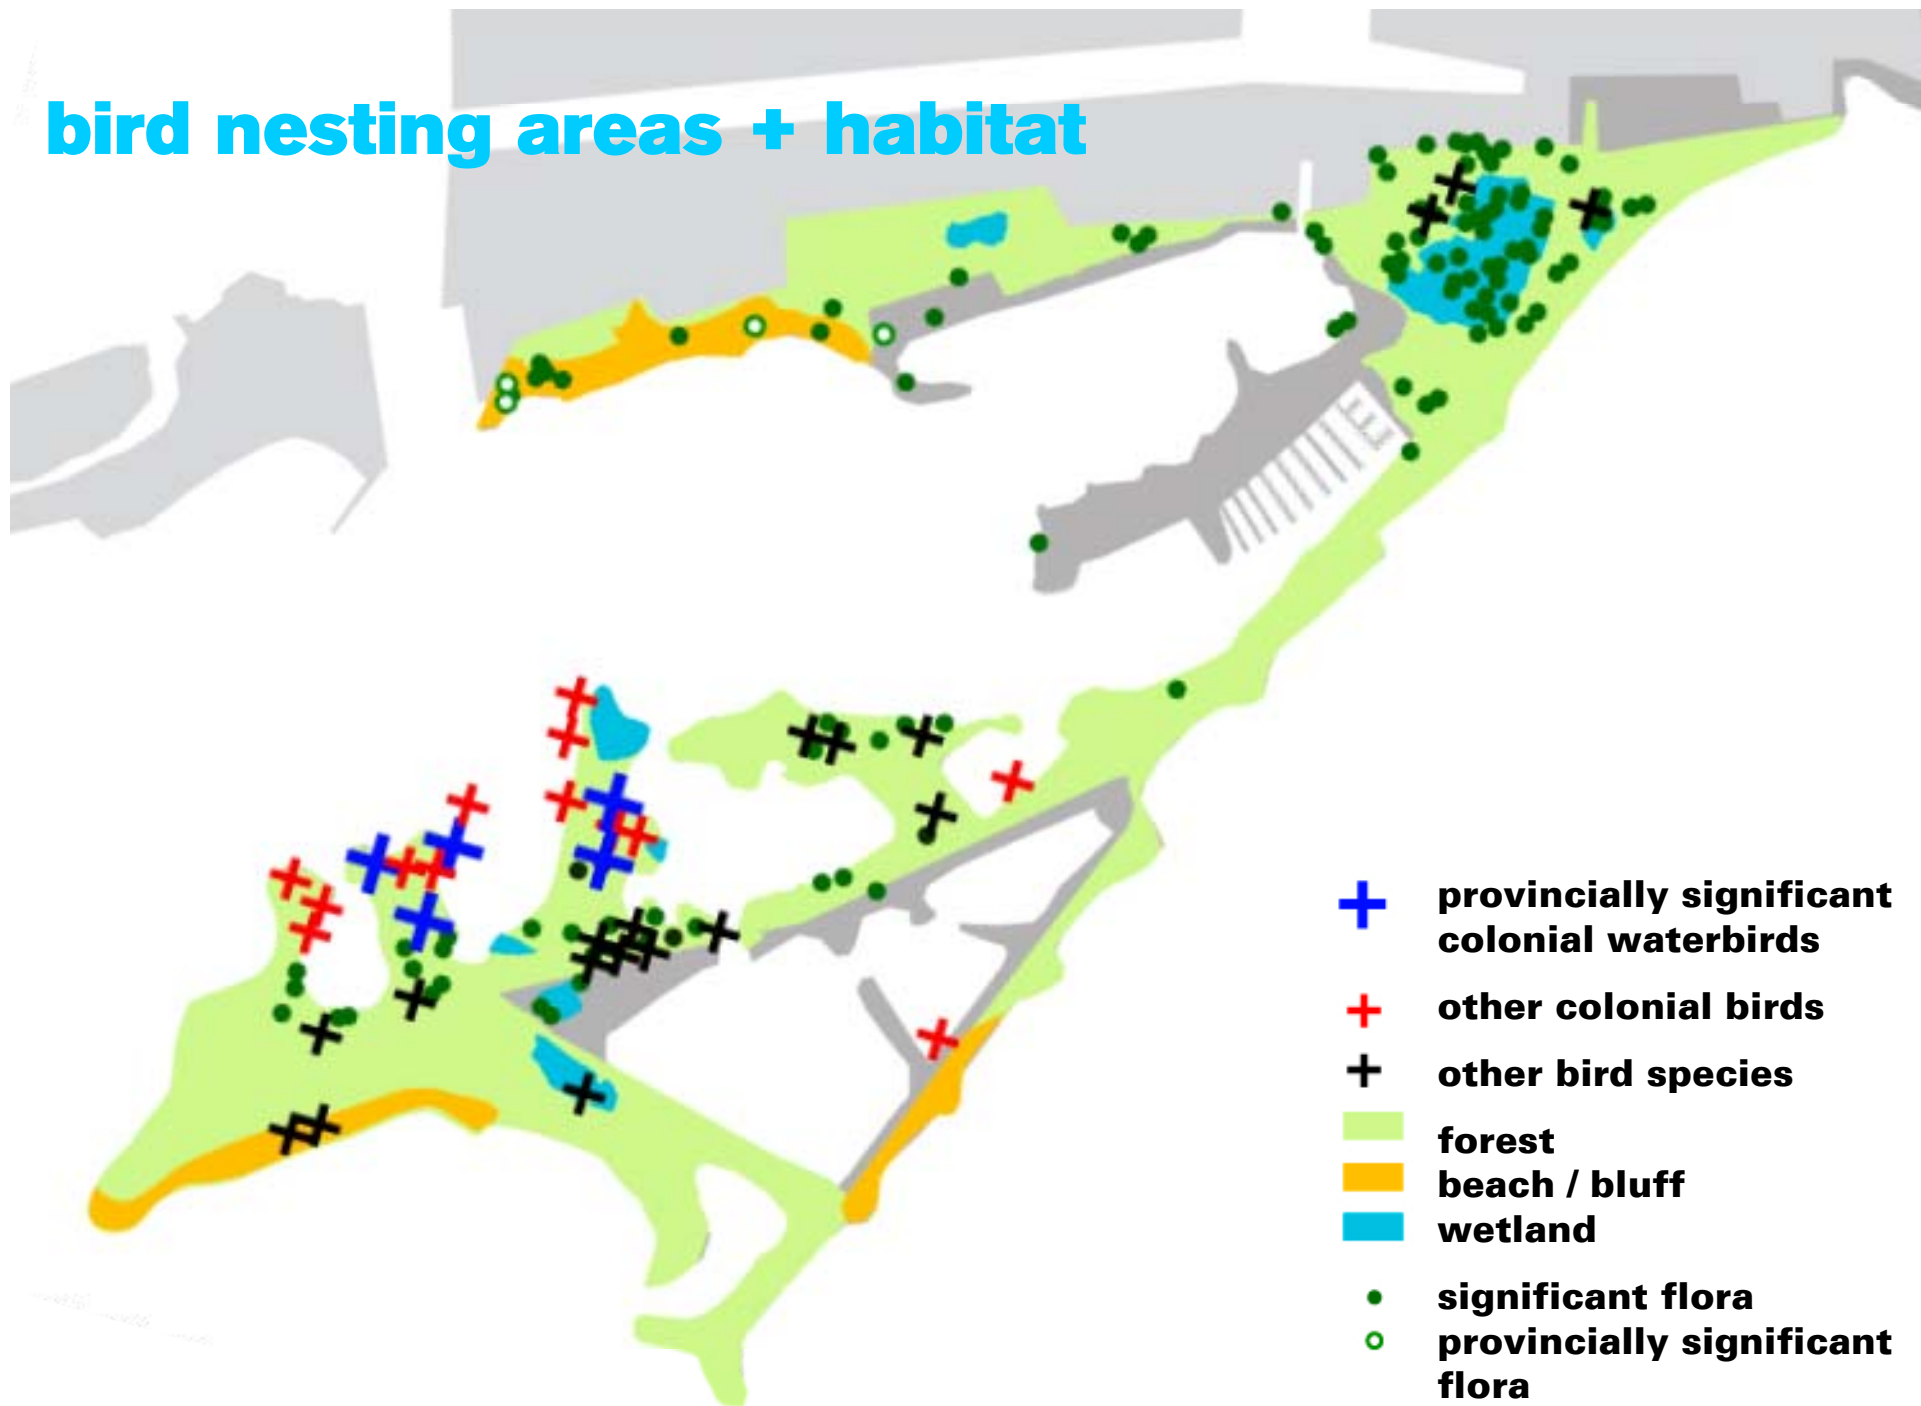 bird nesting areas + habitat
provincially significant
colonial waterbirds
other colonial birds
other bird species
forest
beach / bluff
wetland
significant flora
provincially significant
flora